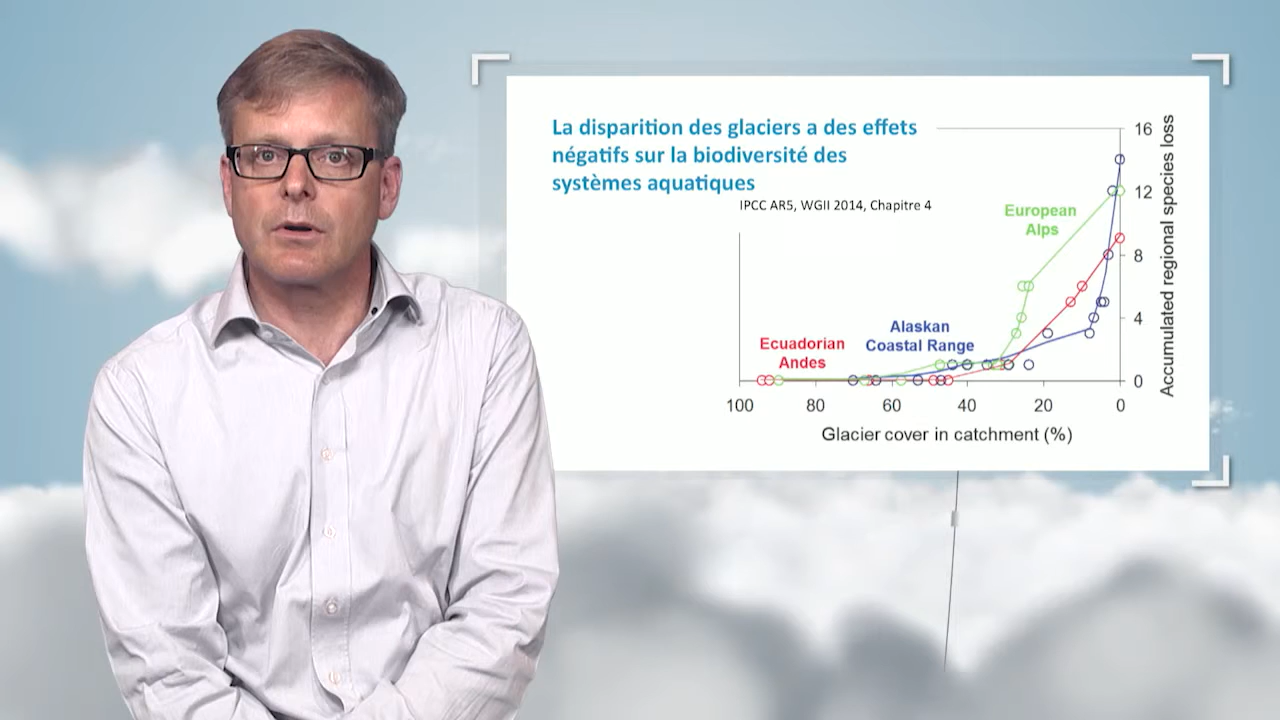 La disparition des glaciers a des effets
négatifs sur la biodiversité des
systèmes aquatiques
IPCC AR5, WGII 2014, Chapitre 4
European
Alps
Alaskan
Coastal Range
Ecuadorian
Andes
16
12
8
4
0
Accumulated regional species loss
100 80 60 40 20 0
Glacier cover in catchment (%)